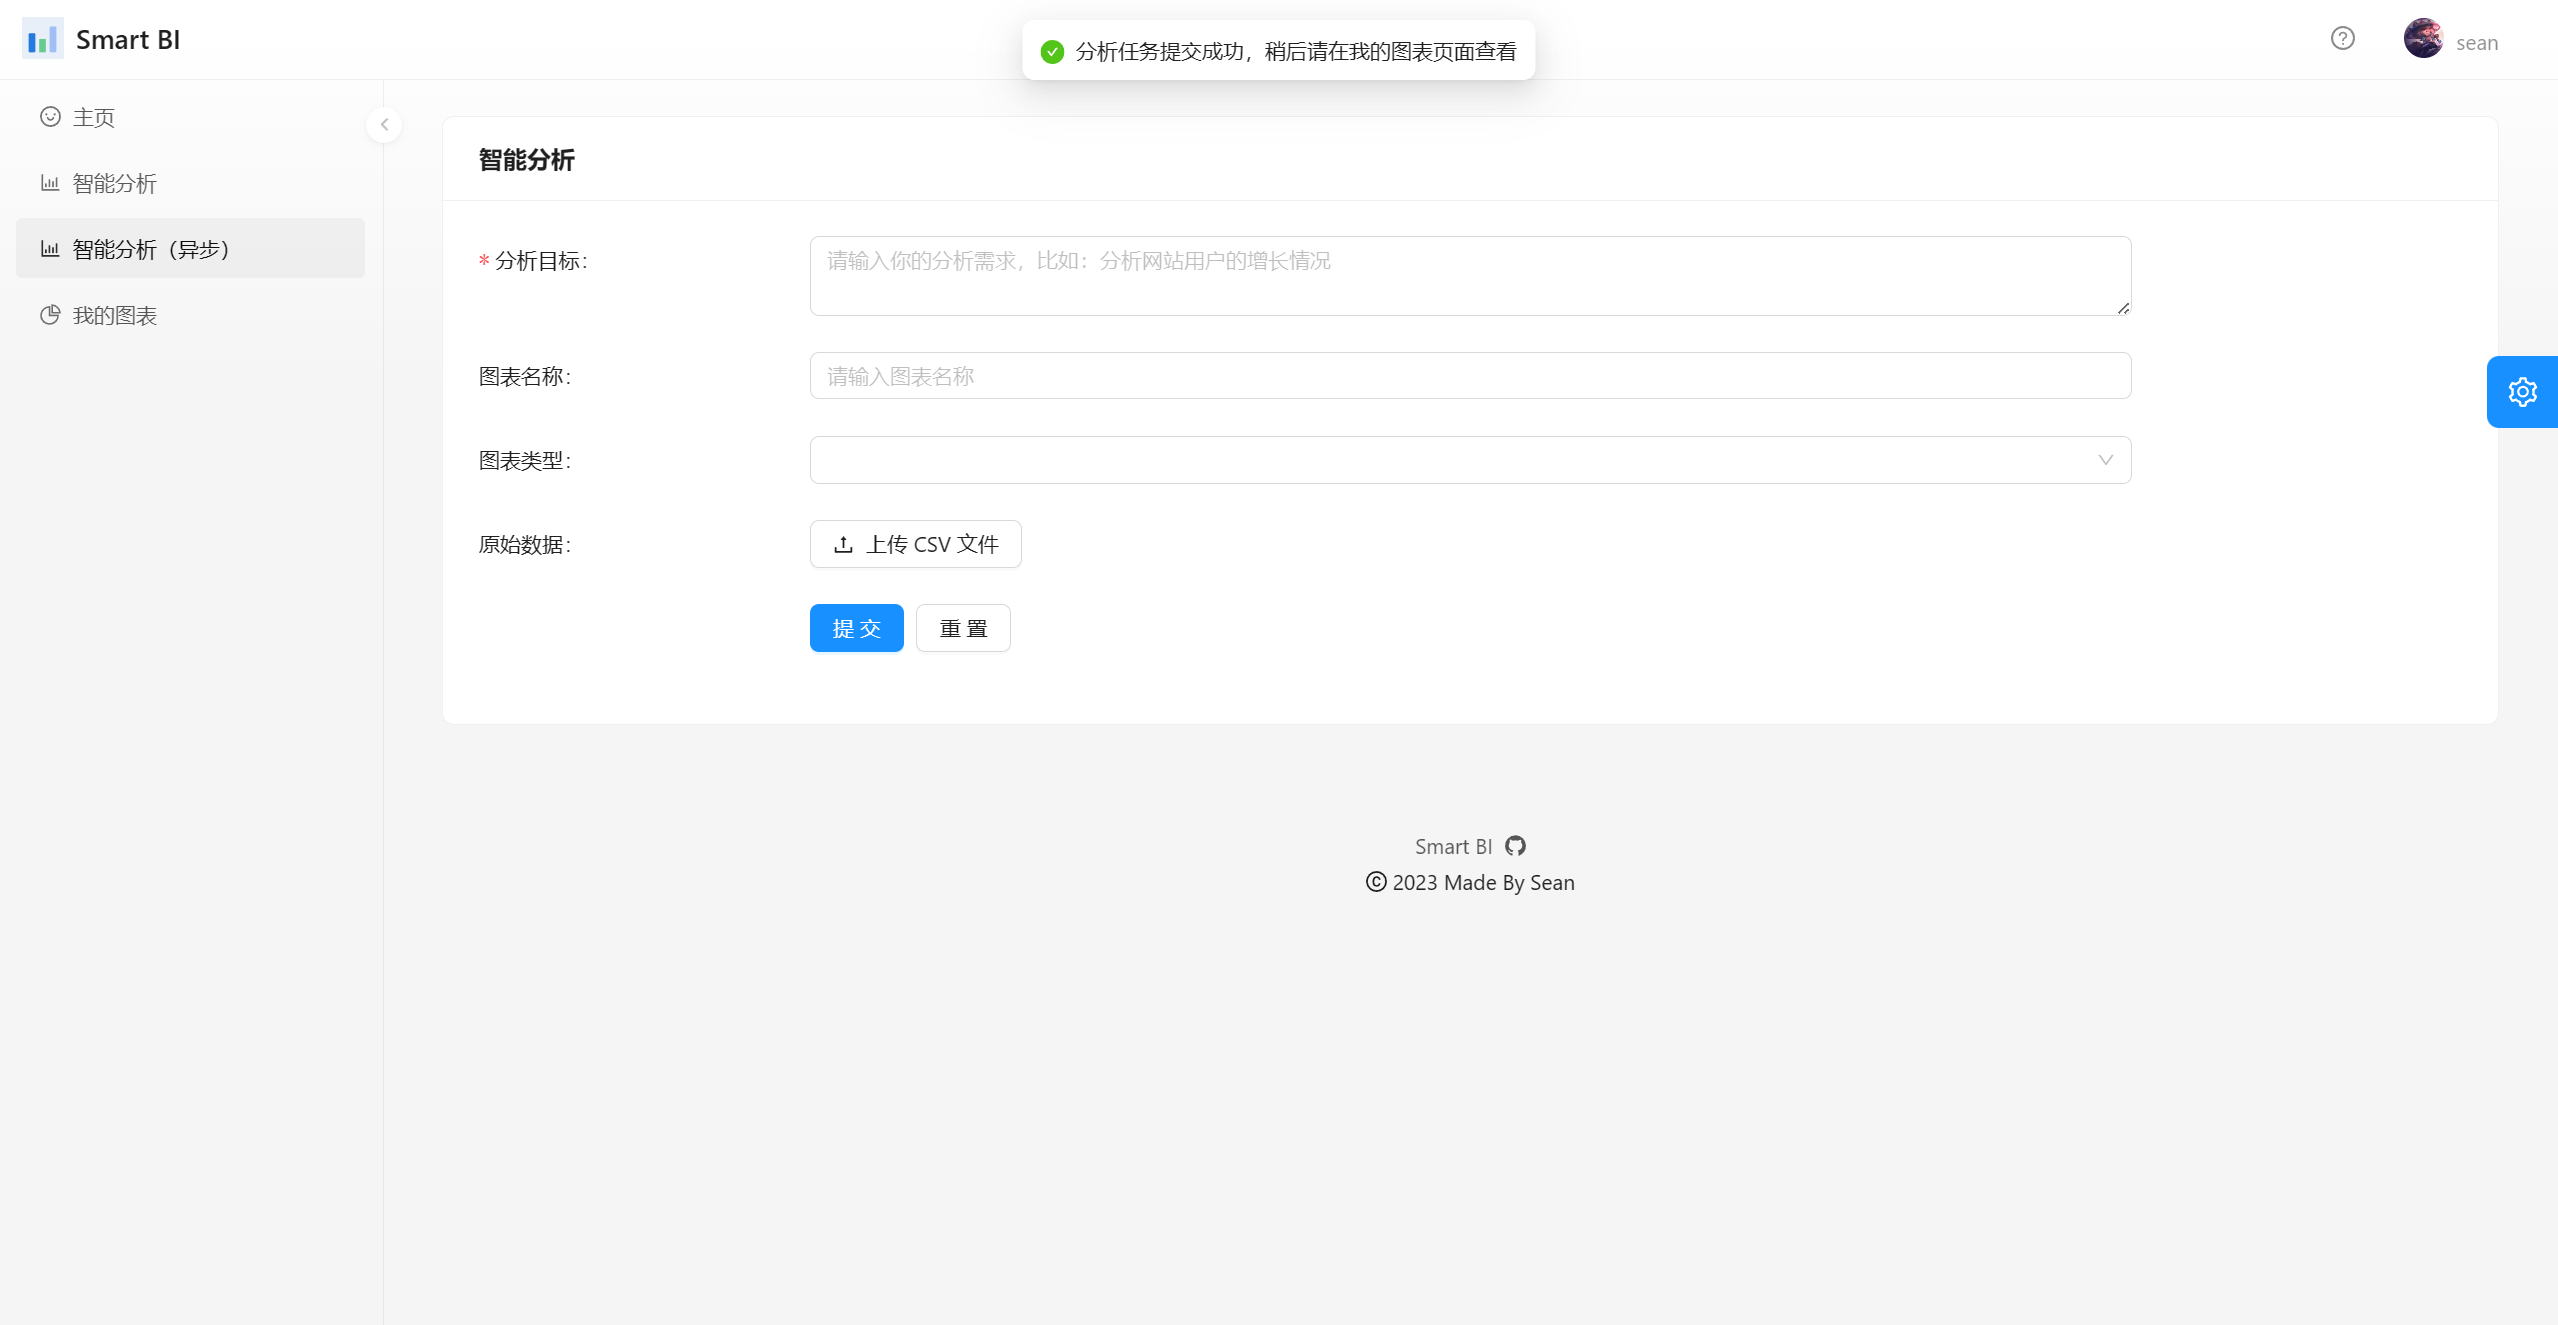 Smart BI
分析任务提交成功，稍后请在我的图表页面查看
sean
主页
智能分析
智能分析（异步）
我的图表
智能分析
* 分析目标：
请输入你的分析需求，比如：分析网站用户的增长情况
图表名称：
请输入图表名称
图表类型：
原始数据：
上传 CSV 文件
提 交
重 置
Smart BI
© 2023 Made By Sean